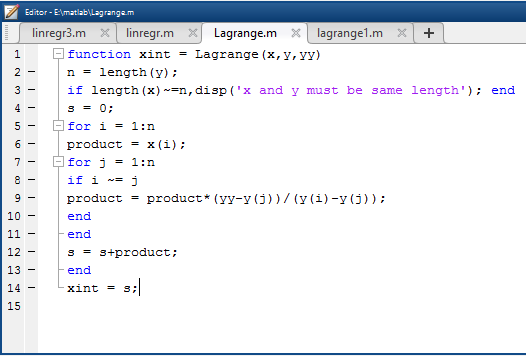 Editor - E:\matlab\Lagrange.m
linregr3.m × linregr.m × Lagrange.m × lagrange1.m × +
1 function xint = Lagrange(x,y,yy)
2 - n = length(y);
3 - if length(x)~=n,disp('x and y must be same length'); end
4 - s = 0;
5 - for i = 1:n
6 - product = x(i);
7 - for j = 1:n
8 - if i ~= j
9 - product = product*(yy-y(j))/(y(i)-y(j));
10 - end
11 - end
12 - s = s+product;
13 - end
14 - xint = s;
15